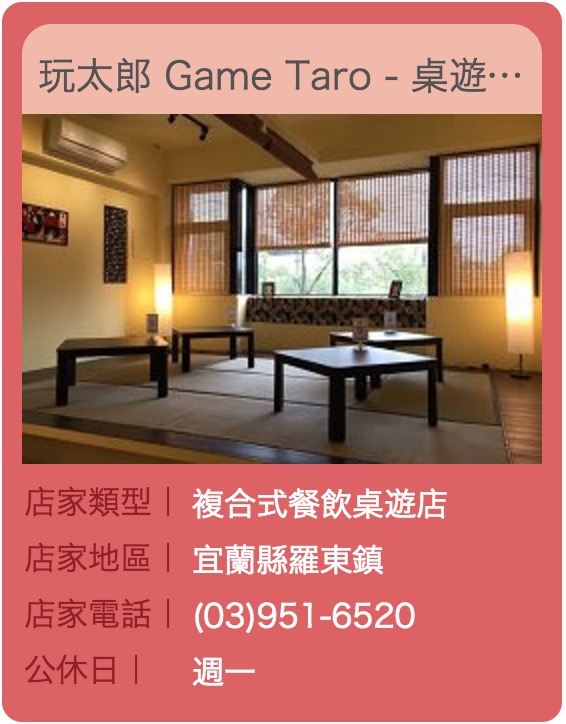 玩太郎 Game Taro - 桌遊⋯
店家類型｜ 複合式餐飲桌遊店
店家地區｜ 宜蘭縣羅東鎮
店家電話｜ (03)951-6520
公休日｜ 週一